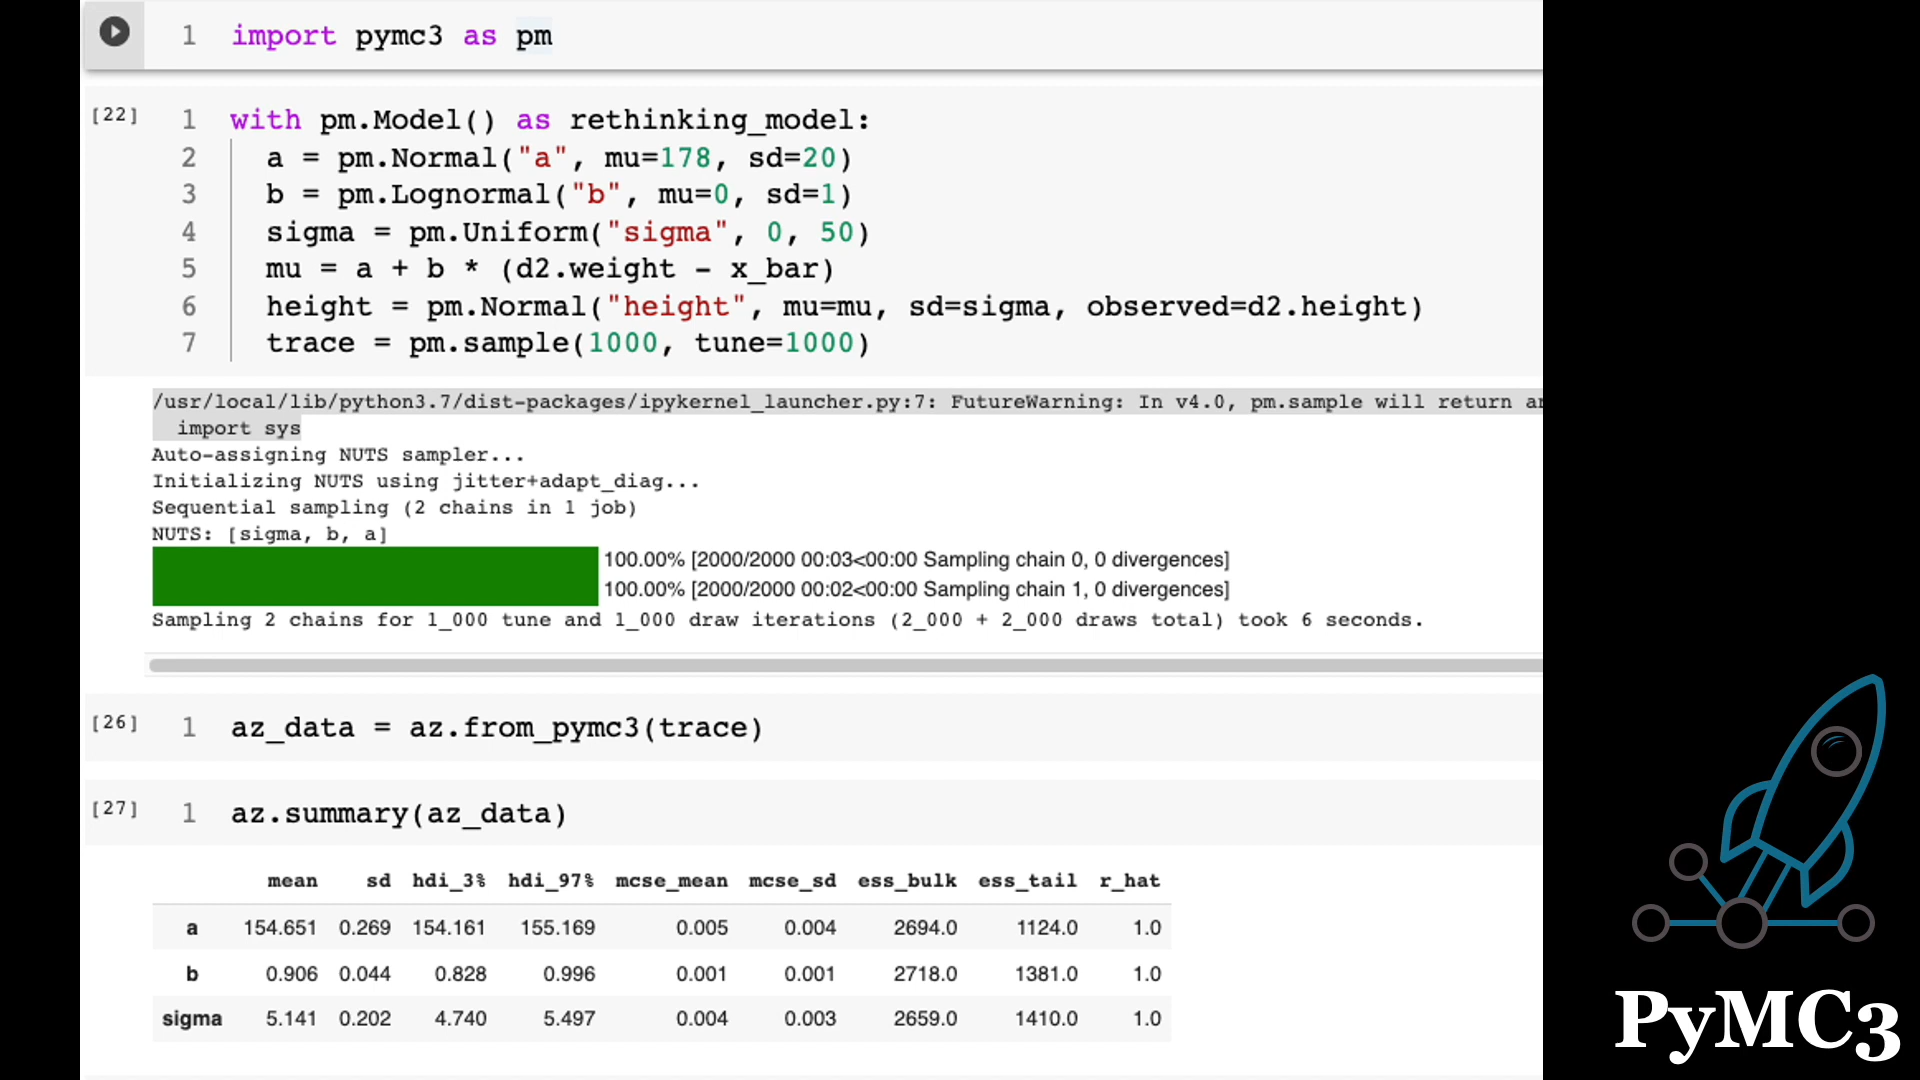 1 import pymc3 as pm
[22] 1 with pm.Model() as rethinking_model:
2 a = pm.Normal("a", mu=178, sd=20)
3 b = pm.Lognormal("b", mu=0, sd=1)
4 sigma = pm.Uniform("sigma", 0, 50)
5 mu = a + b * (d2.weight - x_bar)
6 height = pm.Normal("height", mu=mu, sd=sigma, observed=d2.height)
7 trace = pm.sample(1000, tune=1000)
/usr/local/lib/python3.7/dist-packages/ipykernel_launcher.py:7: FutureWarning: In v4.0, pm.sample will return
import sys
Auto-assigning NUTS sampler...
Initializing NUTS using jitter+adapt_diag...
Sequential sampling (2 chains in 1 job)
NUTS: [sigma, b, a]
100.00% [2000/2000 00:03<00:00 Sampling chain 0, 0 divergences]
100.00% [2000/2000 00:02<00:00 Sampling chain 1, 0 divergences]
Sampling 2 chains for 1_000 tune and 1_000 draw iterations (2_000 + 2_000 draws total) took 6 seconds.
[26] 1 az_data = az.from_pymc3(trace)
[27] 1 az.summary(az_data)
mean sd hdi_3% hdi_97% mcse_mean mcse_sd ess_bulk ess_tail r_hat
a 154.651 0.269 154.161 155.169 0.005 0.004 2694.0 1124.0 1.0
b 0.906 0.044 0.828 0.996 0.001 0.001 2718.0 1381.0 1.0
sigma 5.141 0.202 4.740 5.497 0.004 0.003 2659.0 1410.0 1.0
PyMC3